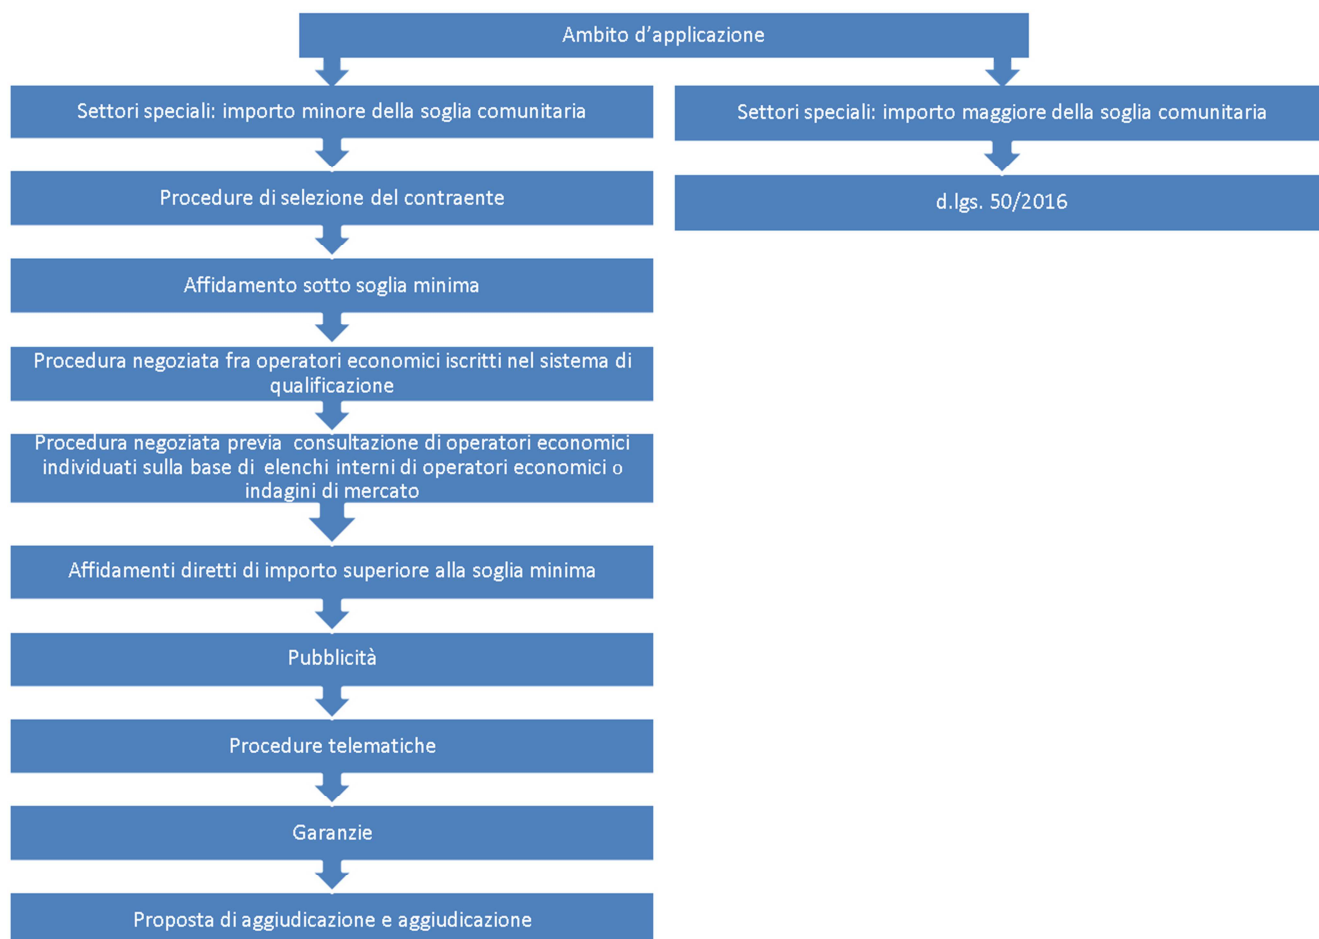 Ambito d'applicazione
Settori speciali: importo minore della soglia comunitaria
Procedure di selezione del contraente
Affidamento sotto soglia minima
Procedura negoziata fra operatori economici iscritti nel sistema di
qualificazione
Procedura negoziata previa consultazione di operatori economici
individuati sulla base di elenchi interni di operatori economici o
indagini di mercato
Affidamenti diretti di importo superiore alla soglia minima
Pubblicità
Procedure telematiche
Garanzie
Proposta di aggiudicazione e aggiudicazione
Settori speciali: importo maggiore della soglia comunitaria
d.lgs. 50/2016